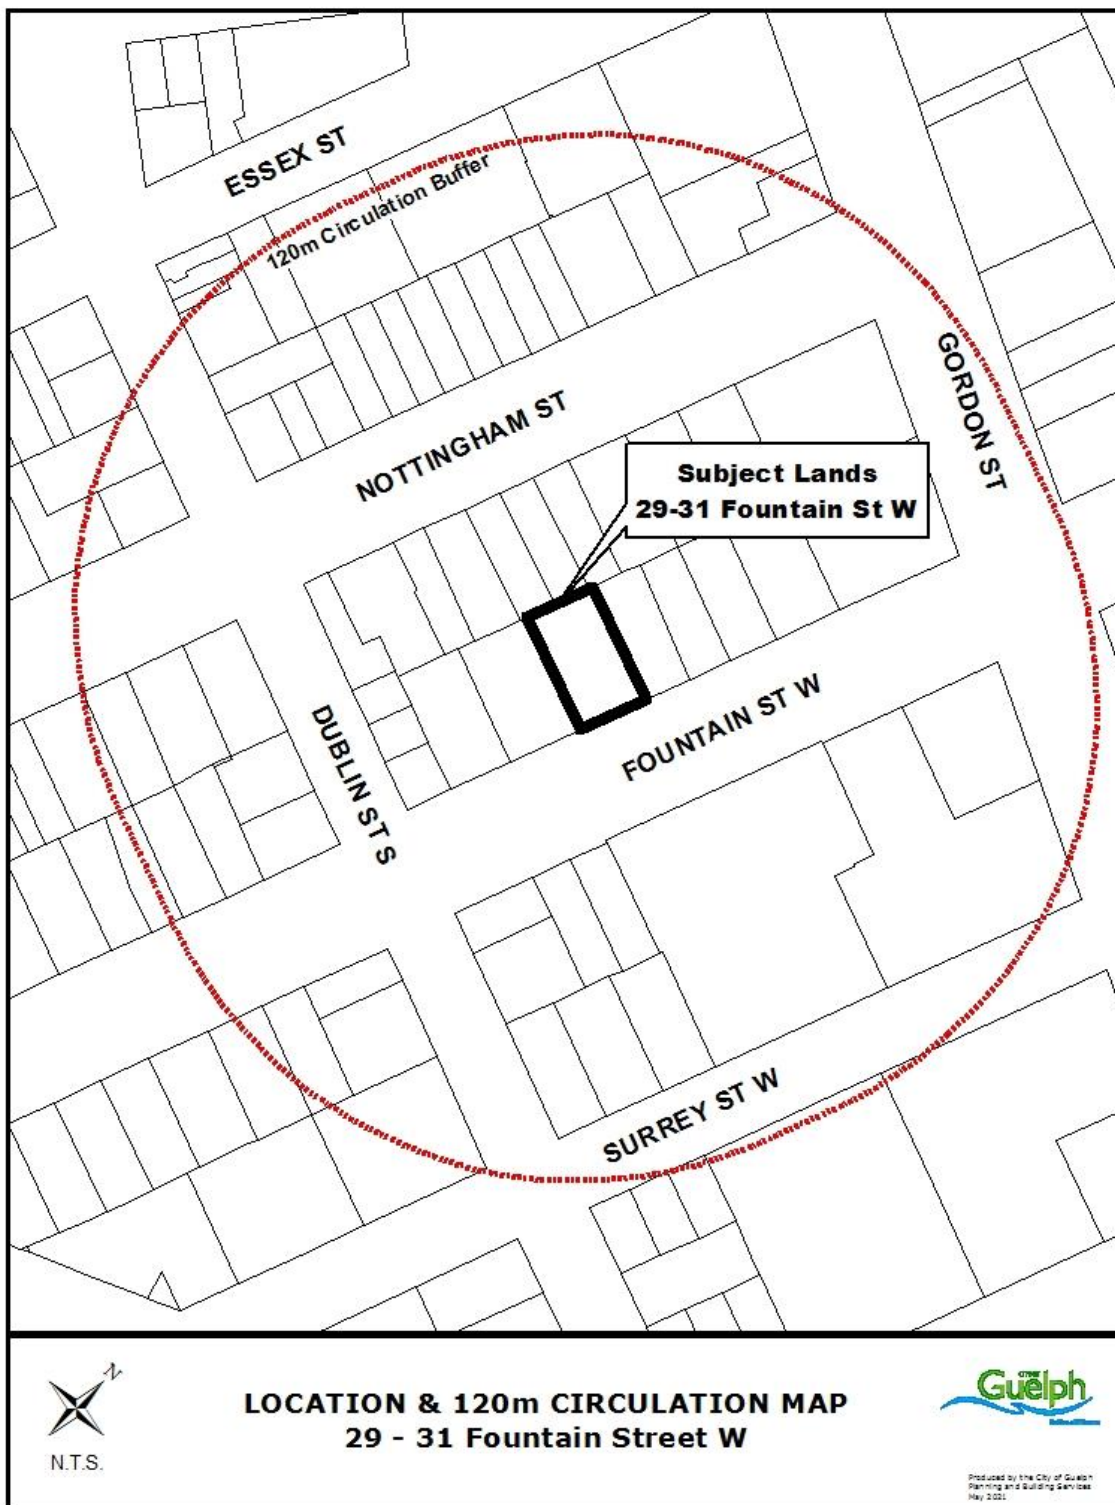 ESSEX ST
120m Circulation Buffer
GORDON ST
NOTTINGHAM ST
Subject Lands
29-31 Fountain St W
FOUNTAIN ST W
DUBLIN ST S
SURREY ST W
N
N.T.S.
LOCATION & 120m CIRCULATION MAP
29 - 31 Fountain Street W
Guelph
Produced by the City of Guelph
Planning and Building Services
May 2021